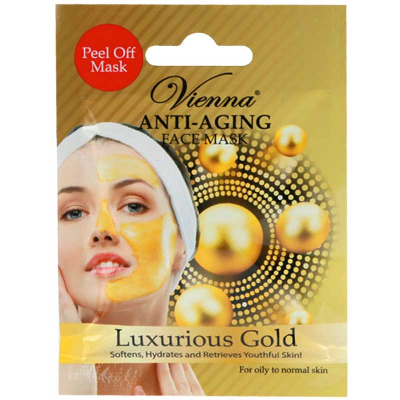 Peel Off
Mask
Vienna®
ANTI-AGING
FACE MASK
Luxurious Gold
Softens, Hydrates and Retrieves Youthful Skin!
For oily to normal skin